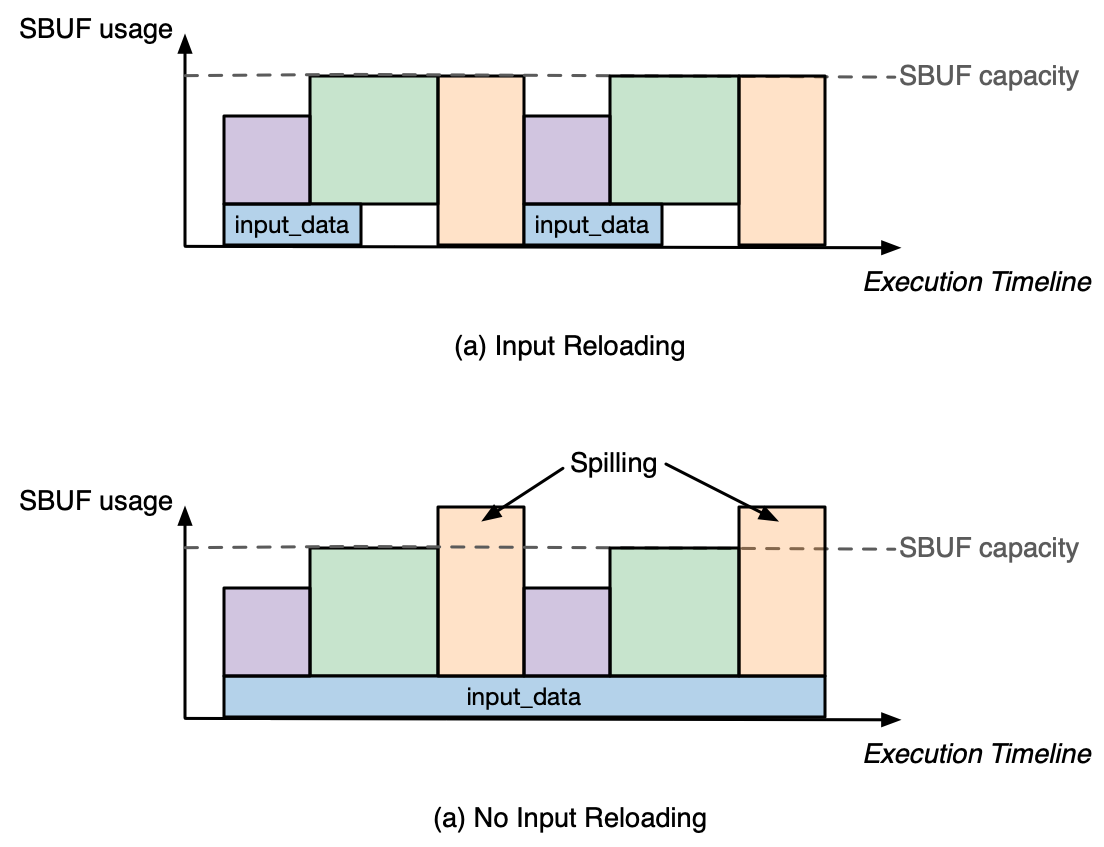 SBUF usage
SBUF capacity
input_data
input_data
Execution Timeline
(a) Input Reloading
Spilling
SBUF usage
SBUF capacity
input_data
Execution Timeline
(a) No Input Reloading